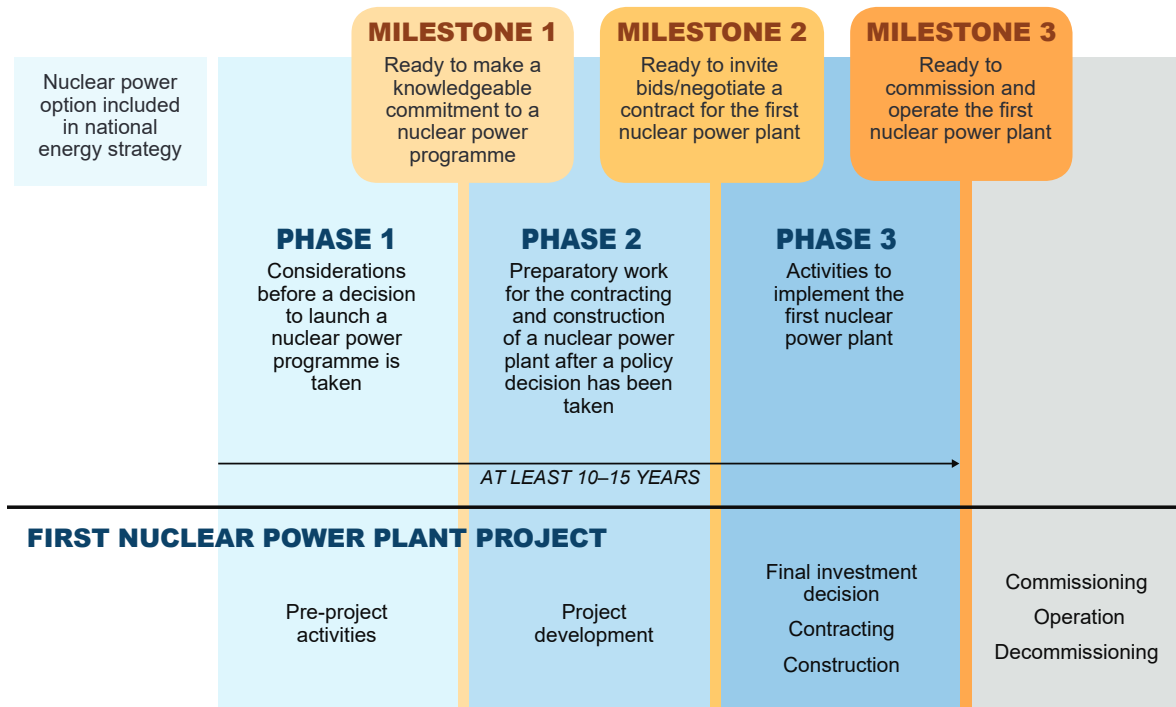 Nuclear power
option included
in national
energy strategy
MILESTONE 1
Ready to make a
knowledgeable
commitment to a
nuclear power
programme
MILESTONE 2
Ready to invite
bids/negotiate a
contract for the first
nuclear power plant
MILESTONE 3
Ready to
commission and
operate the first
nuclear power plant
PHASE 1
Considerations
before a decision
to launch a
nuclear power
programme is
taken
PHASE 2
Preparatory work
for the contracting
and construction
of a nuclear power
plant after a policy
decision has been
taken
PHASE 3
Activities to
implement the
first nuclear
power plant
AT LEAST 10–15 YEARS
FIRST NUCLEAR POWER PLANT PROJECT
Pre-project
activities
Project
development
Final investment
decision
Contracting
Construction
Commissioning
Operation
Decommissioning